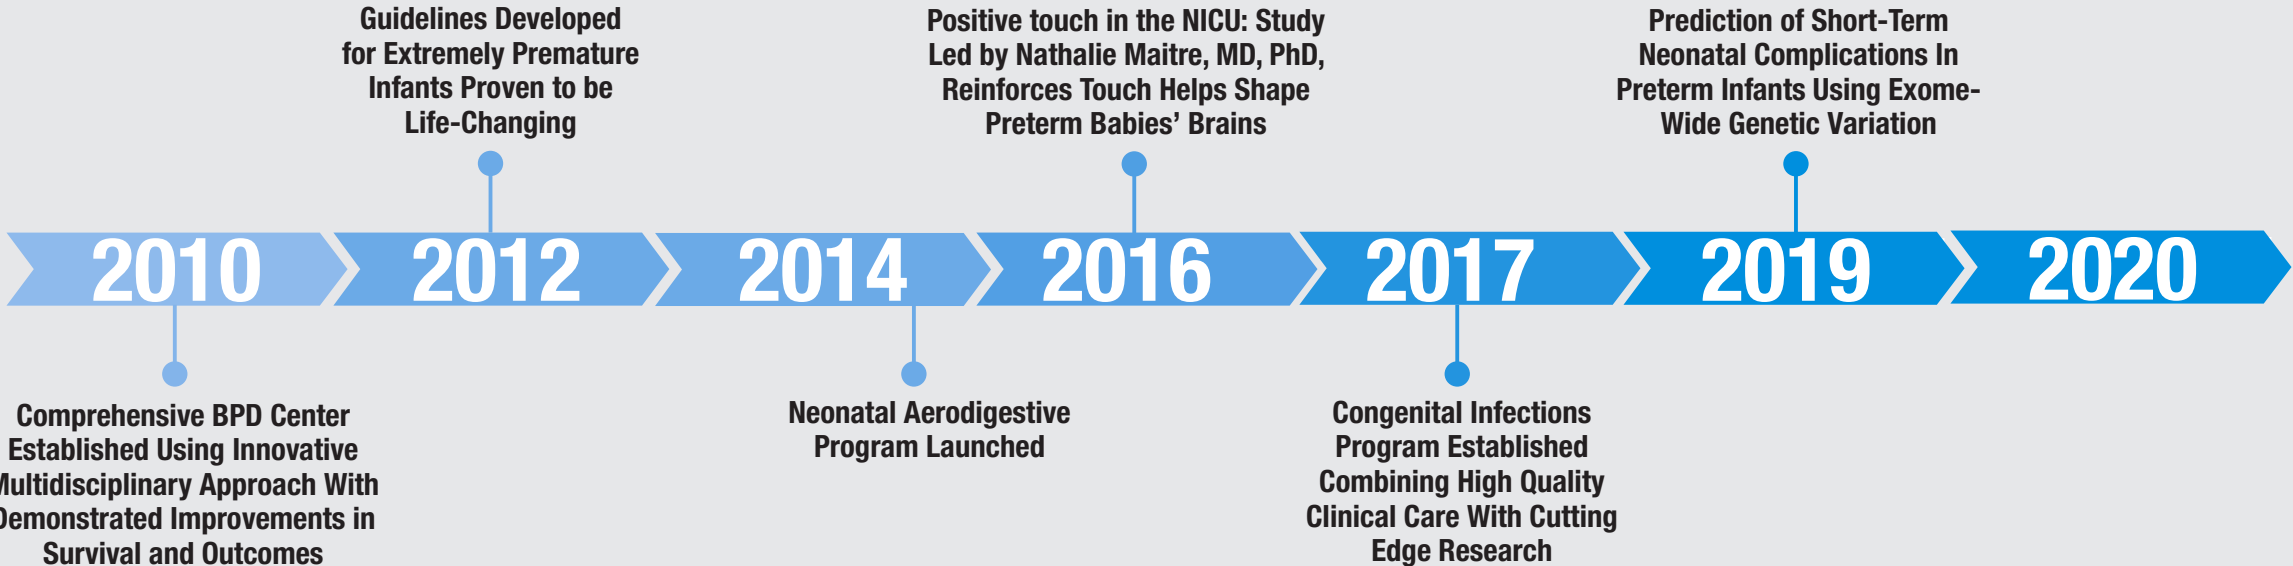 Guidelines Developed
for Extremely Premature
Infants Proven to be
Life-Changing
Positive touch in the NICU: Study
Led by Nathalie Maitre, MD, PhD,
Reinforces Touch Helps Shape
Preterm Babies’ Brains
Prediction of Short-Term
Neonatal Complications In
Preterm Infants Using Exome-
Wide Genetic Variation
2010
2012
2014
2016
2017
2019
2020
Comprehensive BPD Center
Established Using Innovative
Multidisciplinary Approach With
Demonstrated Improvements in
Survival and Outcomes
Neonatal Aerodigestive
Program Launched
Congenital Infections
Program Established
Combining High Quality
Clinical Care With Cutting
Edge Research